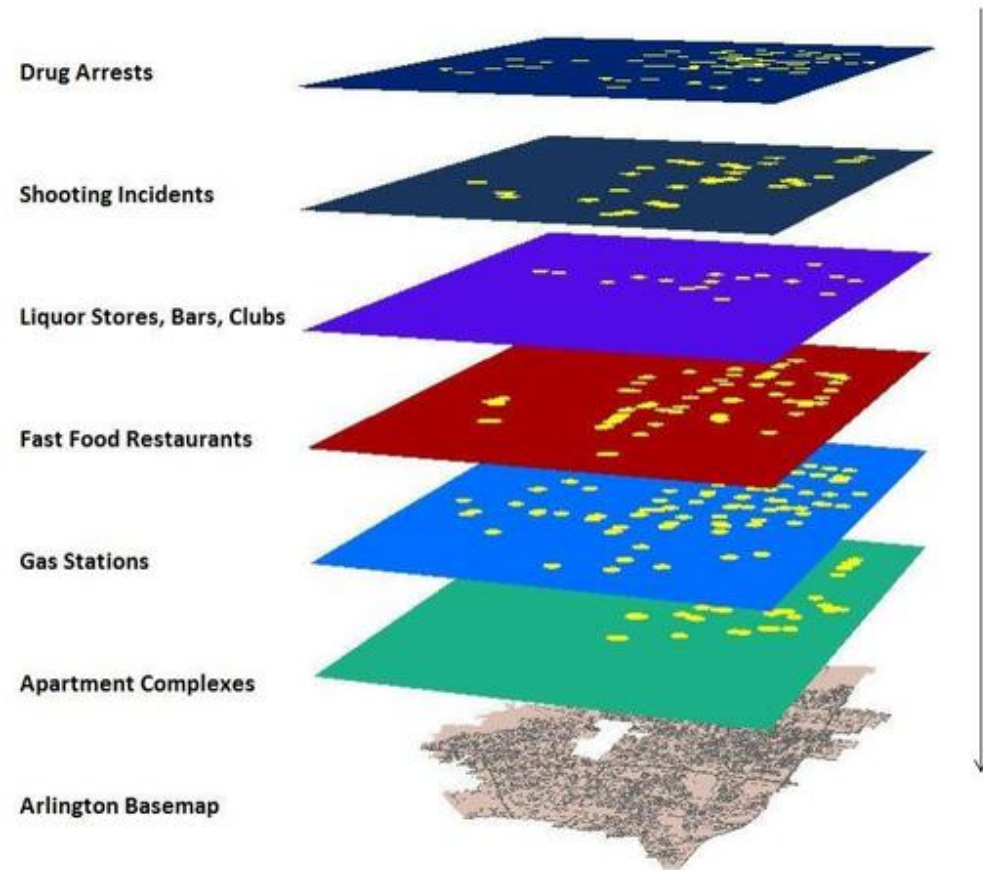 Drug Arrests
Shooting Incidents
Liquor Stores, Bars, Clubs
Fast Food Restaurants
Gas Stations
Apartment Complexes
Arlington Basemap